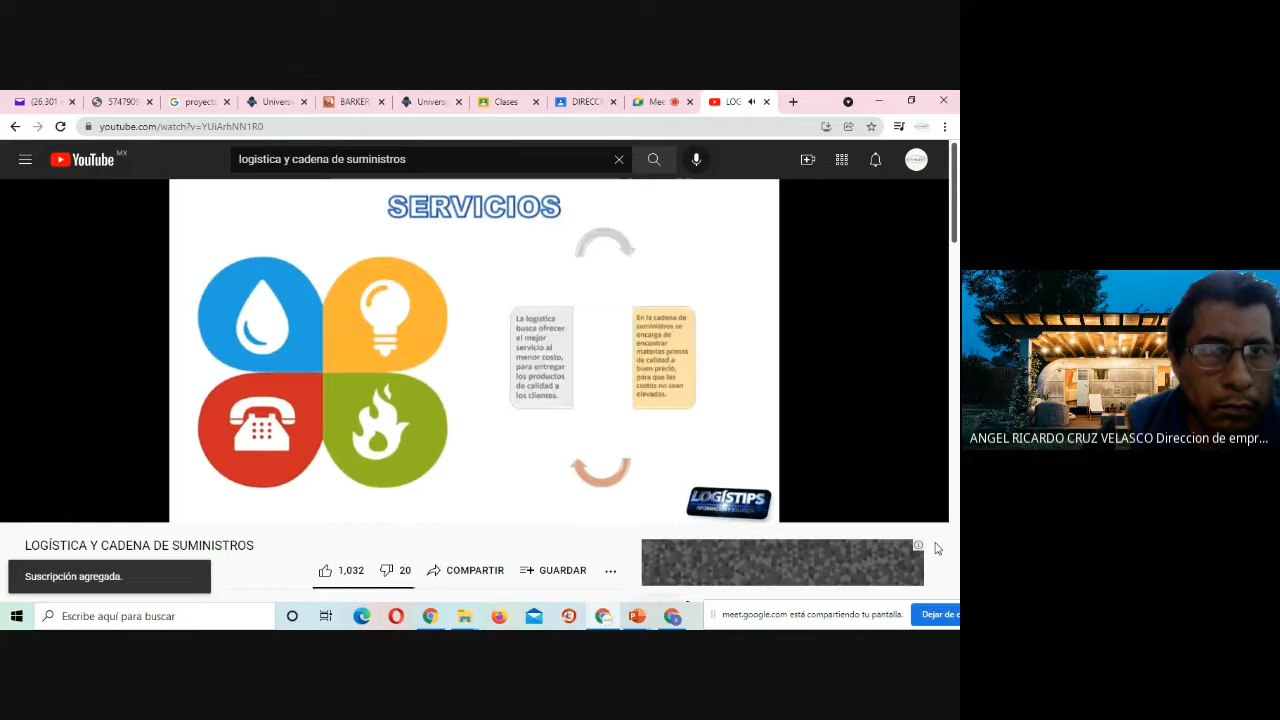 (26,301
5747909
proyecto
Univers
BARKER
Univers
Clases
DIRECCI
Mee
LOG
youtube.com/watch?v=YUiArhNN1R0
YouTube MX
logistica y cadena de suministros
SERVICIOS
La logística
busca ofrecer
el mejor
servicio al
menor costo,
para entregar
los productos
de calidad a
los clientes.
En la cadena de
suministros se
encarga de
encontrar
materias primas
de calidad a
buen precio,
para que los
costos no sean
elevados.
LOGÍSTIPS
LOGÍSTICA Y CADENA DE SUMINISTROS
1,032
20
COMPARTIR
GUARDAR
Suscripción agregada.
Escribe aquí para buscar
meet.google.com está compartiendo tu pantalla.
Dejar de c
ANGEL RICARDO CRUZ VELASCO Direccion de empr...